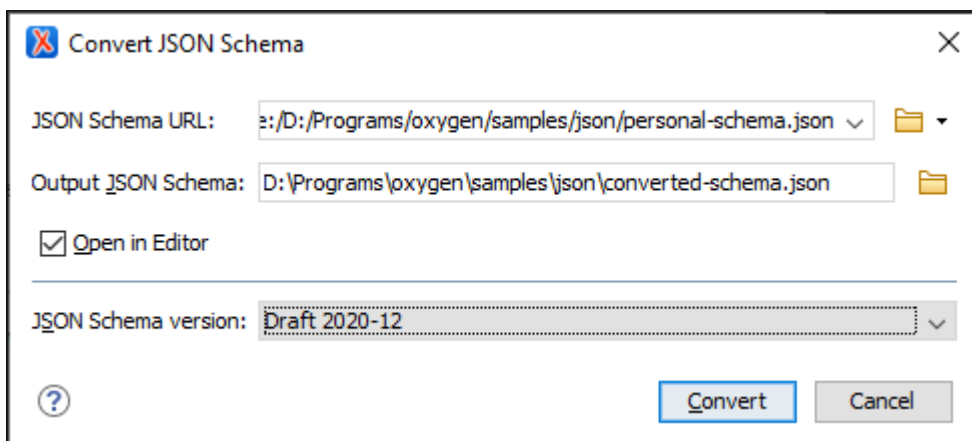 Convert JSON Schema
JSON Schema URL: e:/D:/Programs/oxygen/samples/json/personal-schema.json
Output JSON Schema: D:\Programs\oxygen\samples\json\converted-schema.json
Open in Editor
JSON Schema version: Draft 2020-12
? Convert Cancel